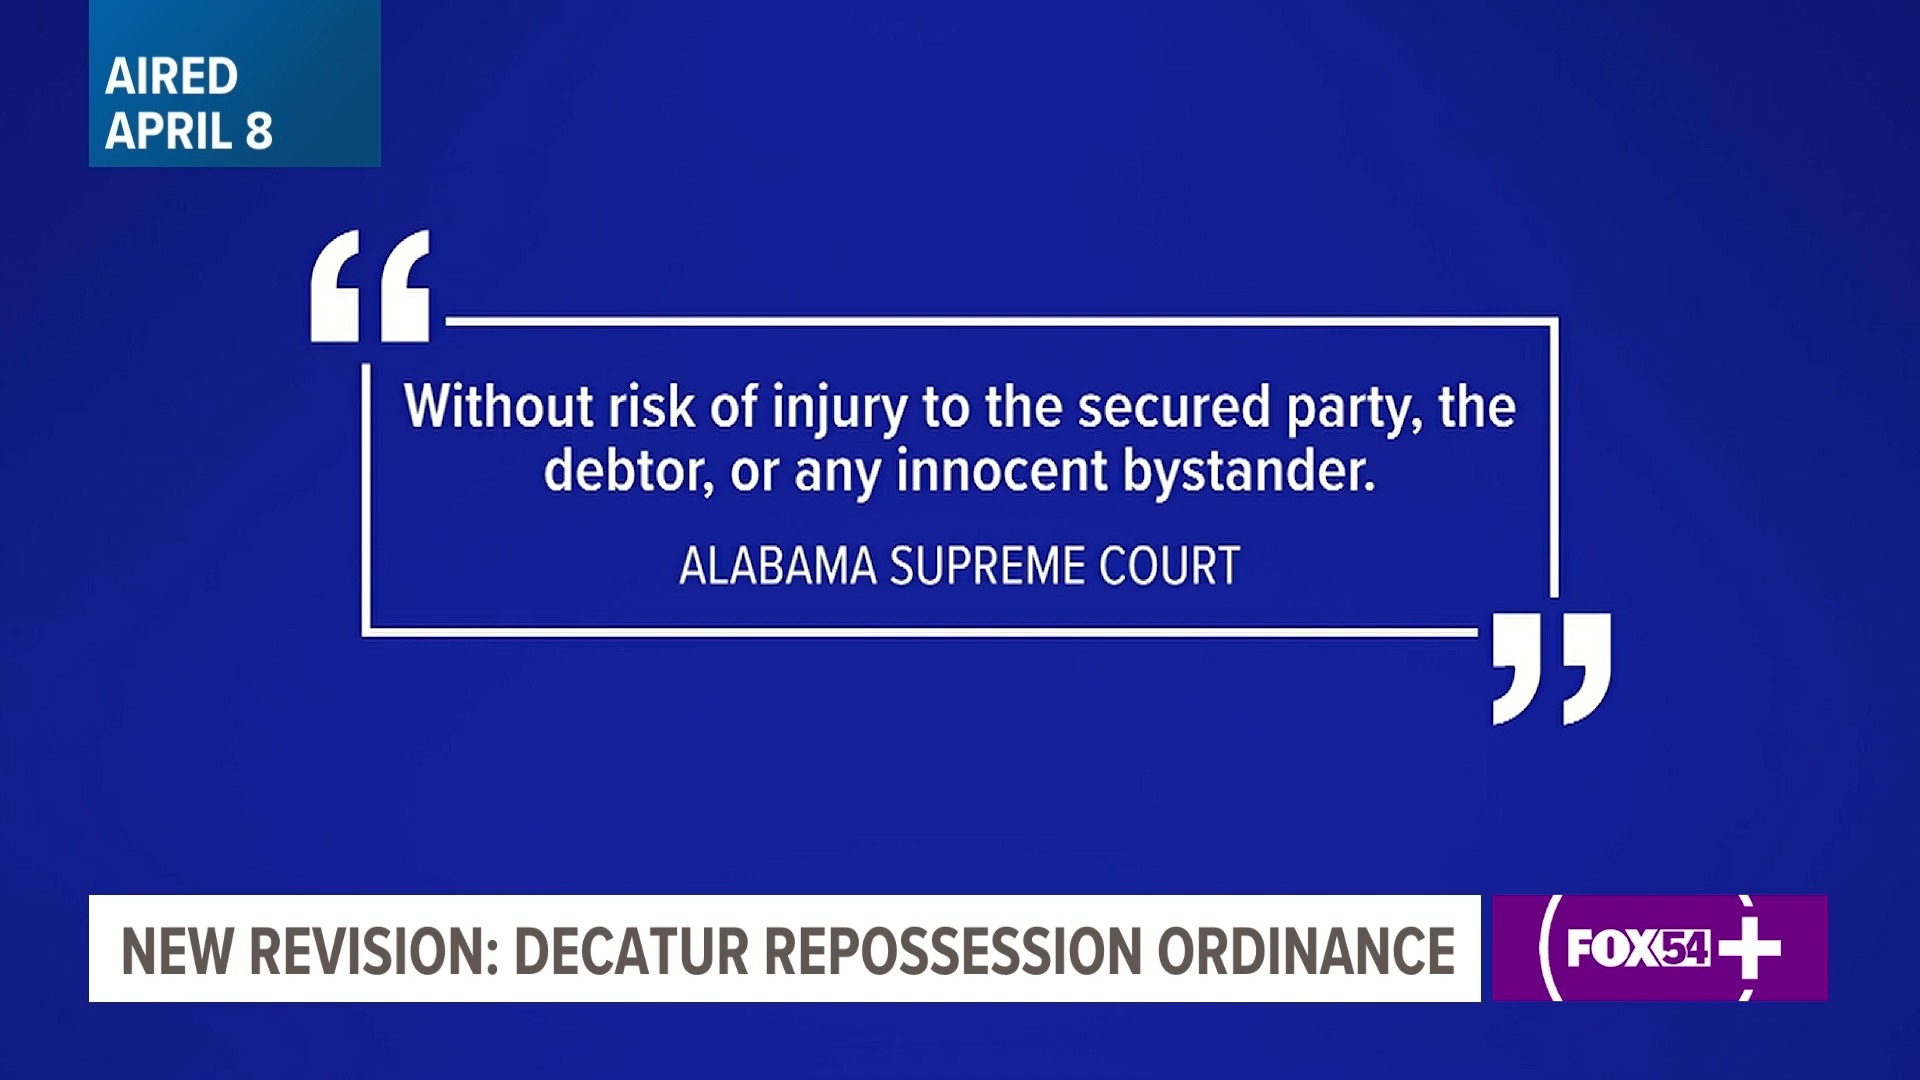 AIRED
APRIL 8
“
Without risk of injury to the secured party, the
debtor, or any innocent bystander.
ALABAMA SUPREME COURT
”
NEW REVISION: DECATUR REPOSSESSION ORDINANCE
FOX54+